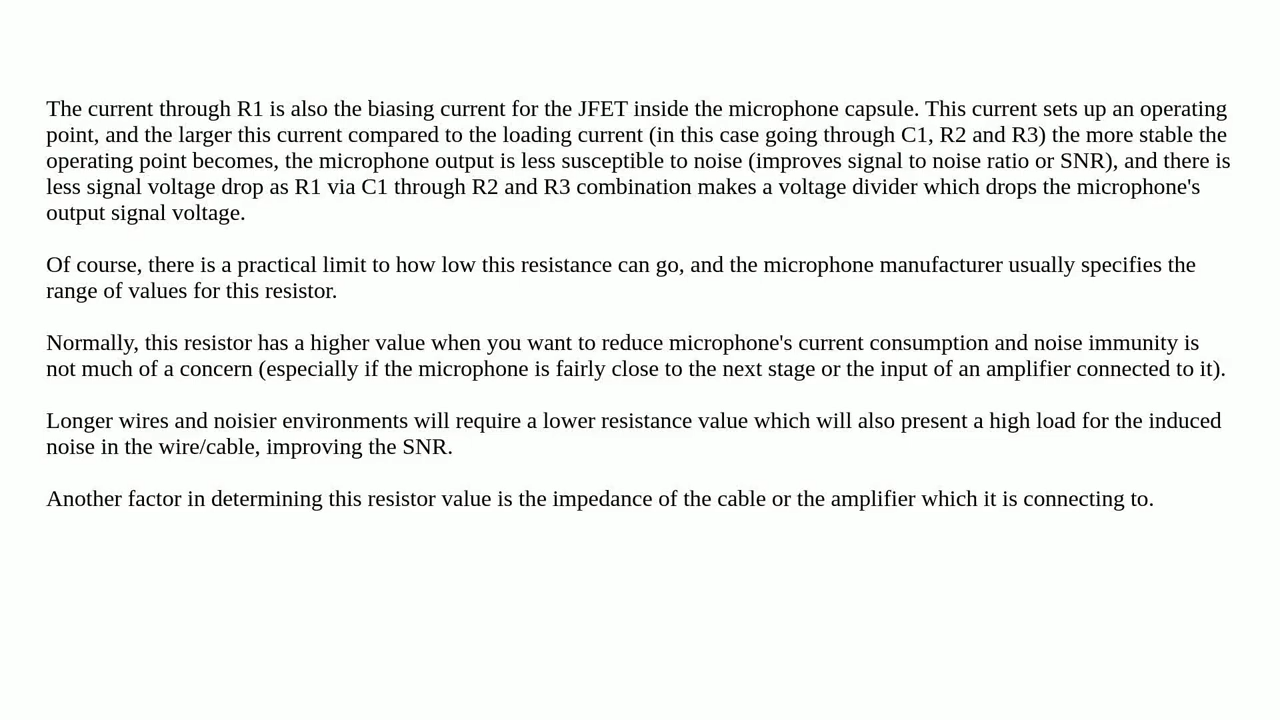 The current through R1 is also the biasing current for the JFET inside the microphone capsule. This current sets up an operating
point, and the larger this current compared to the loading current (in this case going through C1, R2 and R3) the more stable the
operating point becomes, the microphone output is less susceptible to noise (improves signal to noise ratio or SNR), and there is
less signal voltage drop as R1 via C1 through R2 and R3 combination makes a voltage divider which drops the microphone's
output signal voltage.
Of course, there is a practical limit to how low this resistance can go, and the microphone manufacturer usually specifies the
range of values for this resistor.
Normally, this resistor has a higher value when you want to reduce microphone's current consumption and noise immunity is
not much of a concern (especially if the microphone is fairly close to the next stage or the input of an amplifier connected to it).
Longer wires and noisier environments will require a lower resistance value which will also present a high load for the induced
noise in the wire/cable, improving the SNR.
Another factor in determining this resistor value is the impedance of the cable or the amplifier which it is connecting to.